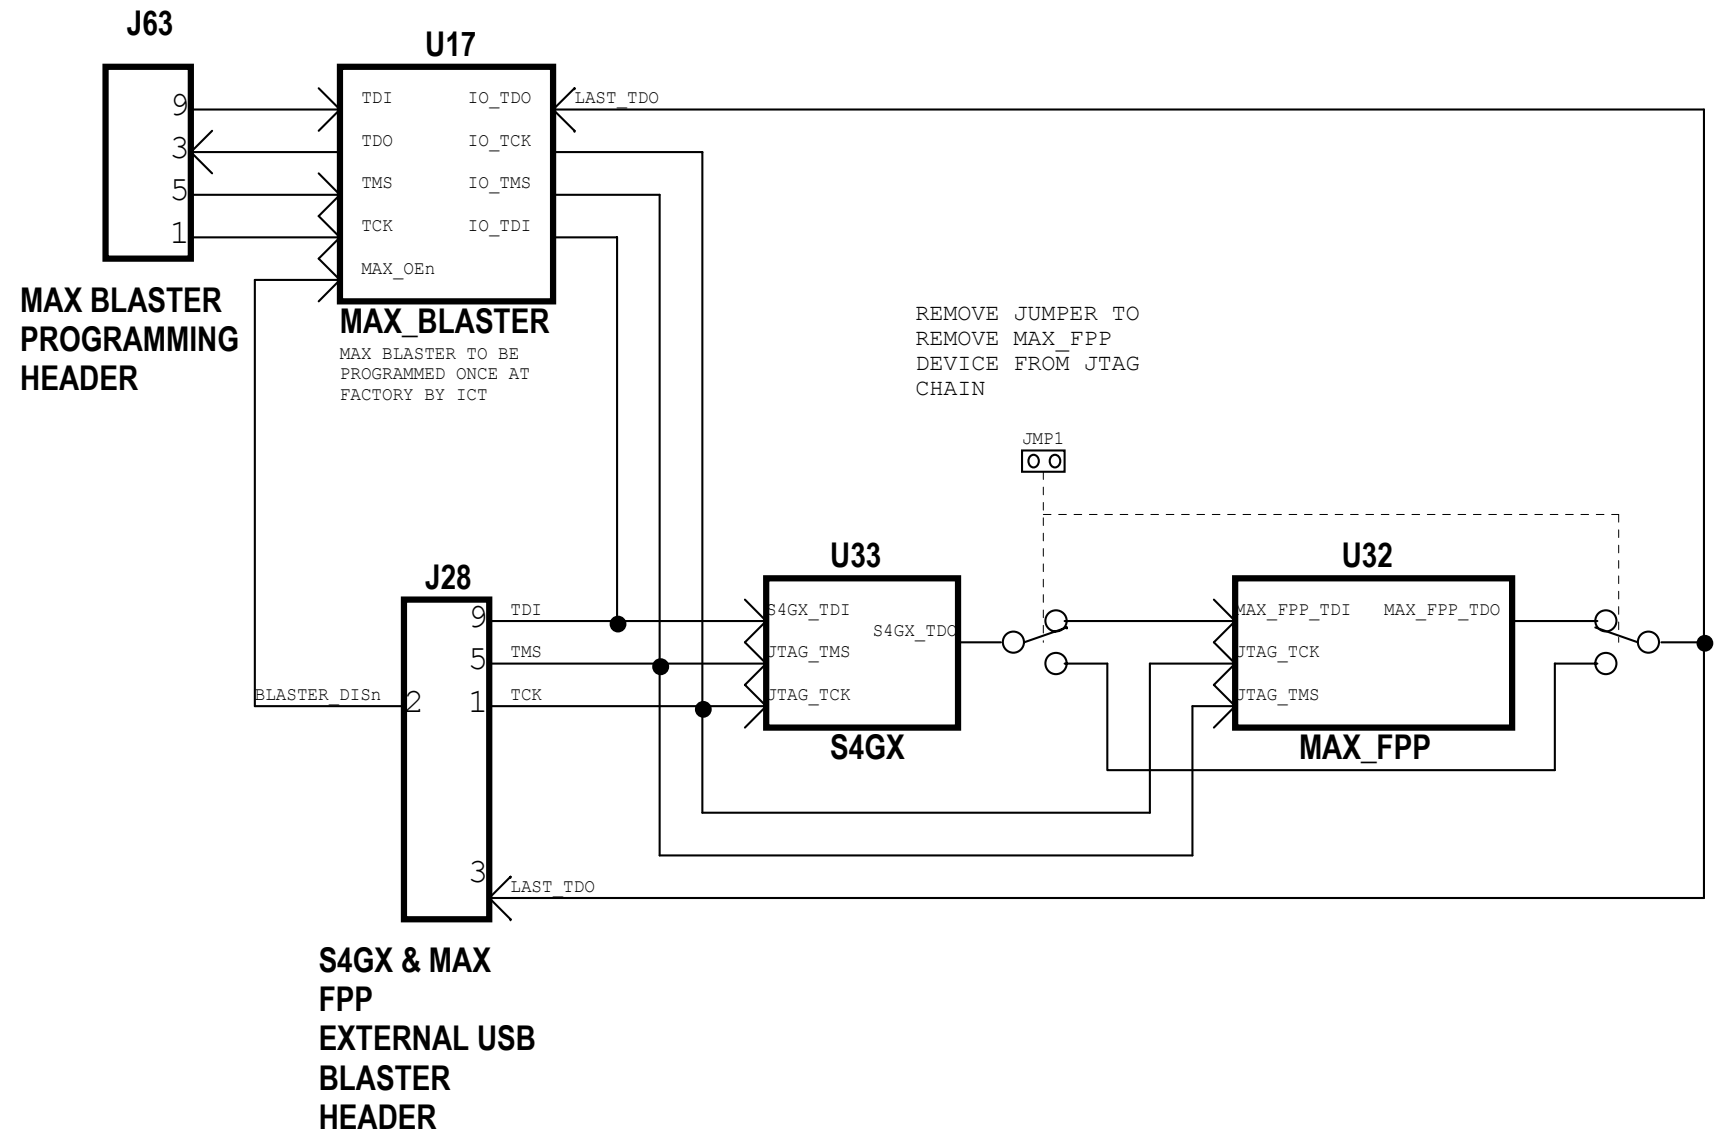 J63
9
3
5
1
MAX BLASTER
PROGRAMMING
HEADER
U17
TDI IO_TDO
TDO IO_TCK
TMS IO_TMS
TCK IO_TDI
MAX_OEn
MAX_BLASTER
MAX BLASTER TO BE
PROGRAMMED ONCE AT
FACTORY BY ICT
LAST_TDO
REMOVE JUMPER TO
REMOVE MAX_FPP
DEVICE FROM JTAG
CHAIN
JMP1
J28
9 TDI
5 TMS
BLASTER_DISn 2 1 TCK
3 LAST_TDO
S4GX & MAX
FPP
EXTERNAL USB
BLASTER
HEADER
U33
S4GX_TDI
S4GX_TDO
JTAG_TMS
JTAG_TCK
S4GX
U32
MAX_FPP_TDI MAX_FPP_TDO
JTAG_TCK
JTAG_TMS
MAX_FPP